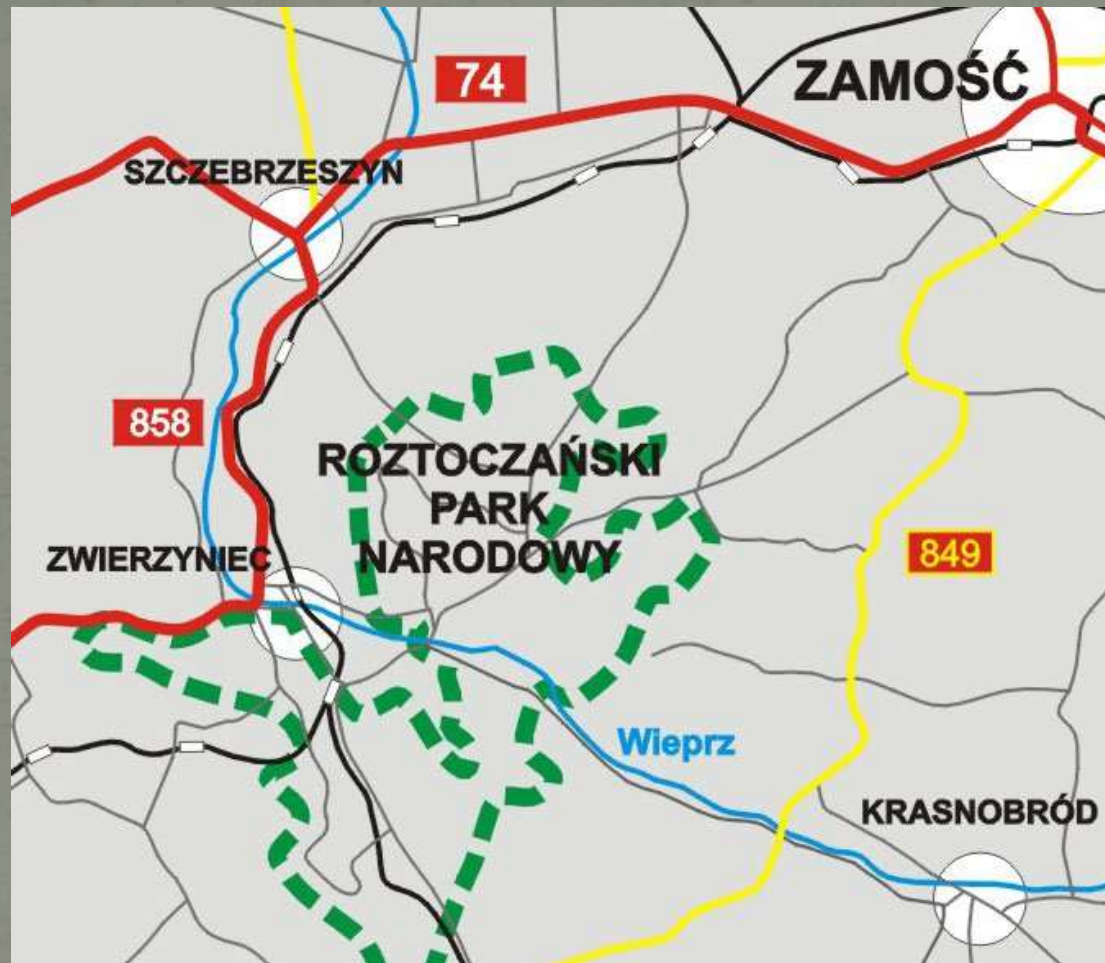 74
ZAMOŚĆ
SZCZEBRZESZYN
858
ROZTOCZAŃSKI
PARK
NARODOWY
ZWIERZYNIEC
849
Wieprz
KRASNOBRÓD